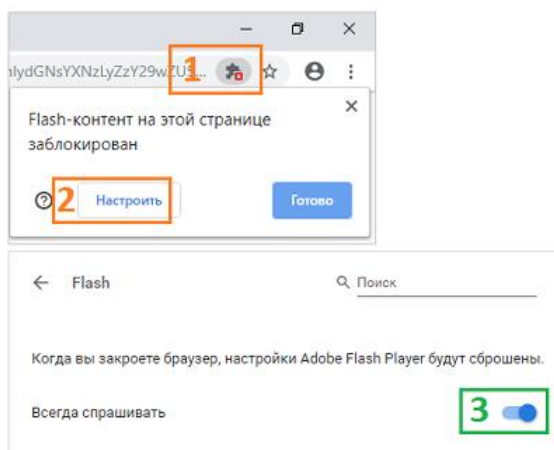 1
Flash-контент на этой странице
заблокирован
2 Настроить Готово
Flash Поиск
Когда вы закроете браузер, настройки Adobe Flash Player будут сброшены.
Всегда спрашивать 3